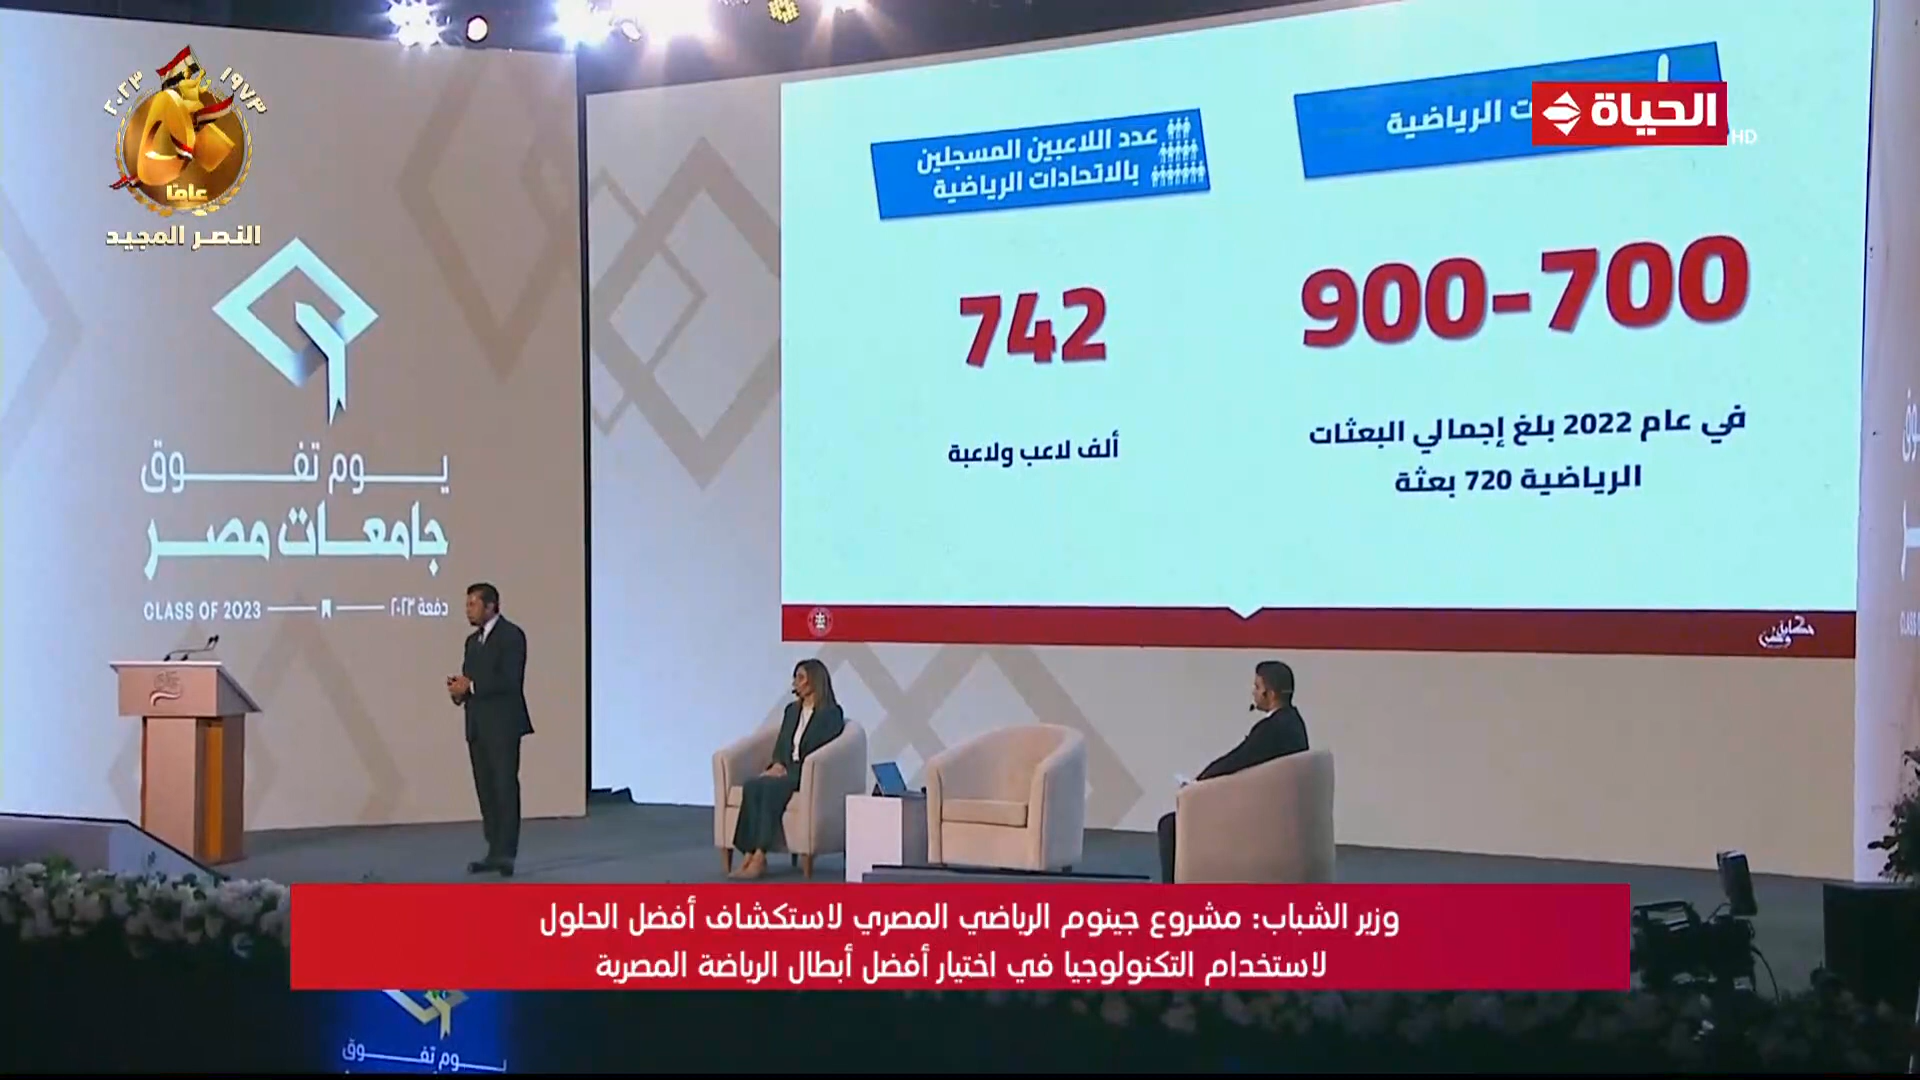 ١٩٧٣
٢٠٢٣
٥٠
عامًا
النصر المجيد
يوم تفوق
جامعات مصر
CLASS OF 2023
دفعة ٢٠٢٣
الحياة
HD
الرياضية
900-700
في عام 2022 بلغ إجمالي البعثات
الرياضية 720 بعثة
عدد اللاعبين المسجلين
بالاتحادات الرياضية
742
ألف لاعب ولاعبة
وزير الشباب: مشروع جينوم الرياضي المصري لاستكشاف أفضل الحلول
لاستخدام التكنولوجيا في اختيار أفضل أبطال الرياضة المصرية
يوم تفوق